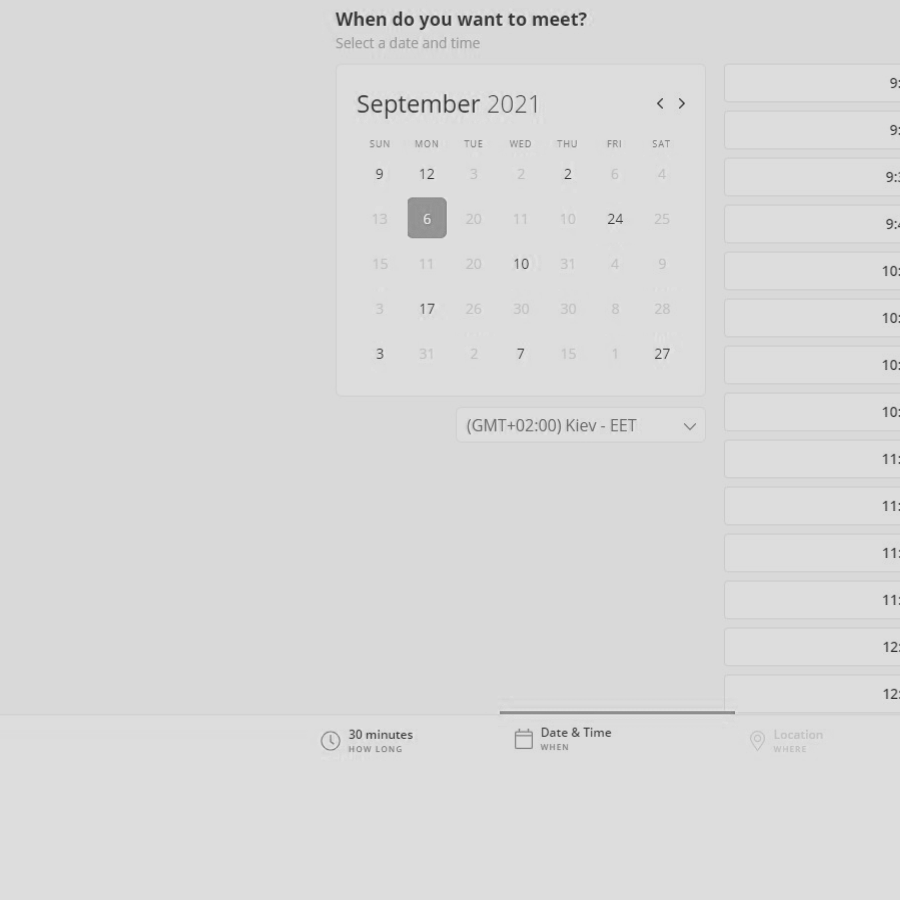 When do you want to meet?
Select a date and time
September 2021
SUN MON TUE WED THU FRI SAT
9 12 3 2 2 6 4
13 6 20 11 10 24 25
15 11 20 10 31 4 9
3 17 26 30 30 8 28
3 31 2 7 15 1 27
(GMT+02:00) Kiev - EET
9:
9:
9:
9:
10:
10:
10:
10:
11:
11:
11:
11:
12:
12:
30 minutes
HOW LONG
Date & Time
WHEN
Location
WHERE